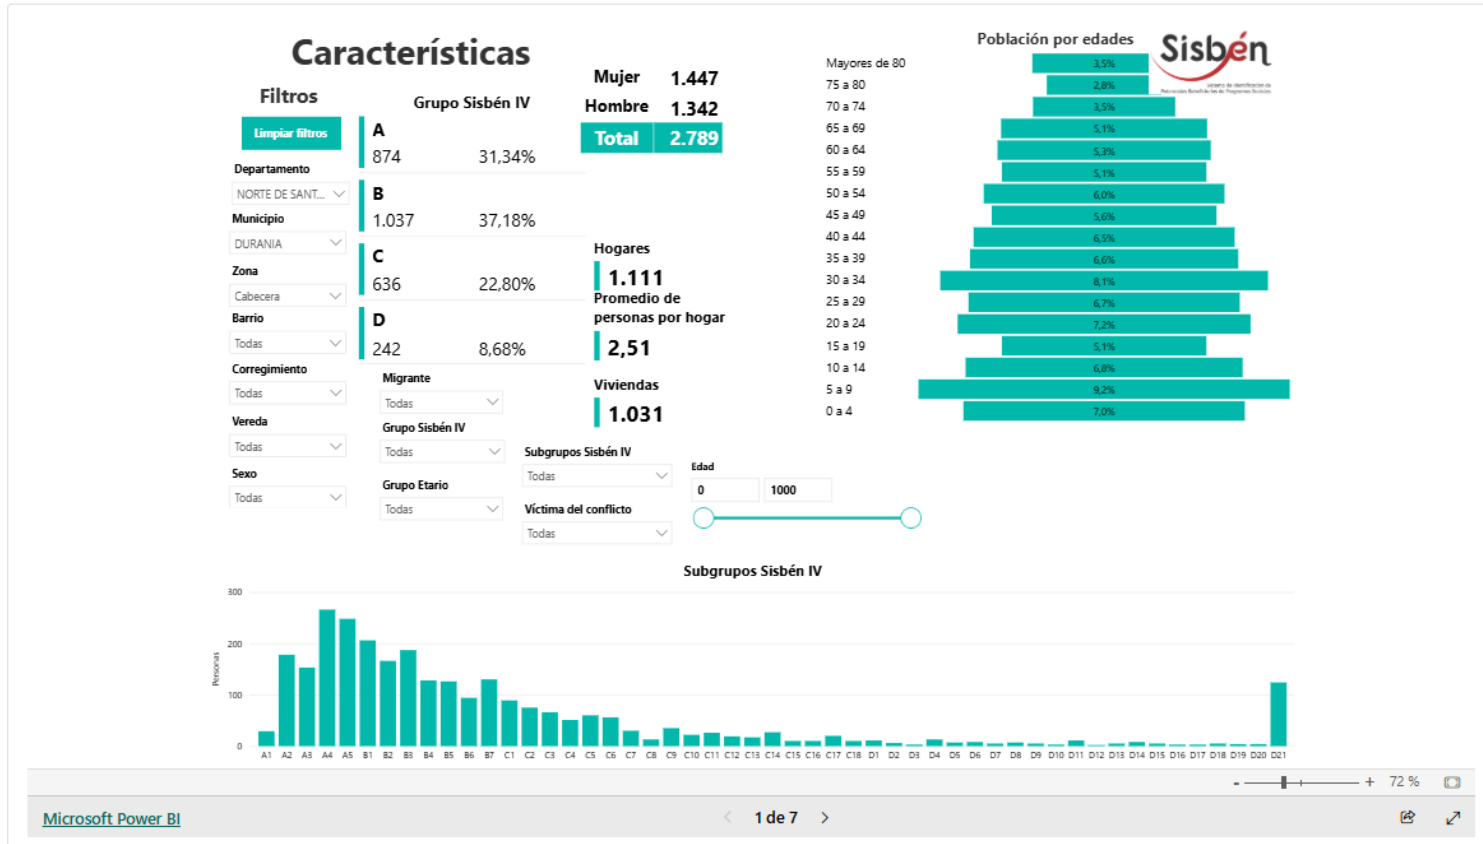 Características
Filtros
Limpiar filtros
Departamento
NORTE DE SANT...
Municipio
DURANIA
Zona
Cabecera
Barrio
Todas
Corregimiento
Todas
Vereda
Todas
Sexo
Todas
Grupo Sisbén IV
A
874 31,34%
B
1.037 37,18%
C
636 22,80%
D
242 8,68%
Migrante
Todas
Grupo Sisbén IV
Todas
Grupo Etario
Todas
Mujer 1.447
Hombre 1.342
Total 2.789
Hogares
1.111
Promedio de
personas por hogar
2,51
Viviendas
1.031
Subgrupos Sisbén IV
Todas
Víctima del conflicto
Todas
Edad
0 1000
Población por edades
Sisbén
Sistema de Identificación de
Potenciales Beneficiarios de Programas Sociales
Mayores de 80 3,5%
75 a 80 2,8%
70 a 74 3,5%
65 a 69 5,1%
60 a 64 5,3%
55 a 59 5,1%
50 a 54 6,0%
45 a 49 5,6%
40 a 44 6,5%
35 a 39 6,6%
30 a 34 8,1%
25 a 29 6,7%
20 a 24 7,2%
15 a 19 5,1%
10 a 14 6,8%
5 a 9 9,2%
0 a 4 7,0%
Subgrupos Sisbén IV
Personas
300
200
100
0
A1 A2 A3 A4 A5 B1 B2 B3 B4 B5 B6 B7 C1 C2 C3 C4 C5 C6 C7 C8 C9 C10 C11 C12 C13 C14 C15 C16 C17 C18 D1 D2 D3 D4 D5 D6 D7 D8 D9 D10 D11 D12 D13 D14 D15 D16 D17 D18 D19 D20 D21
- + 72 %
Microsoft Power BI
1 de 7